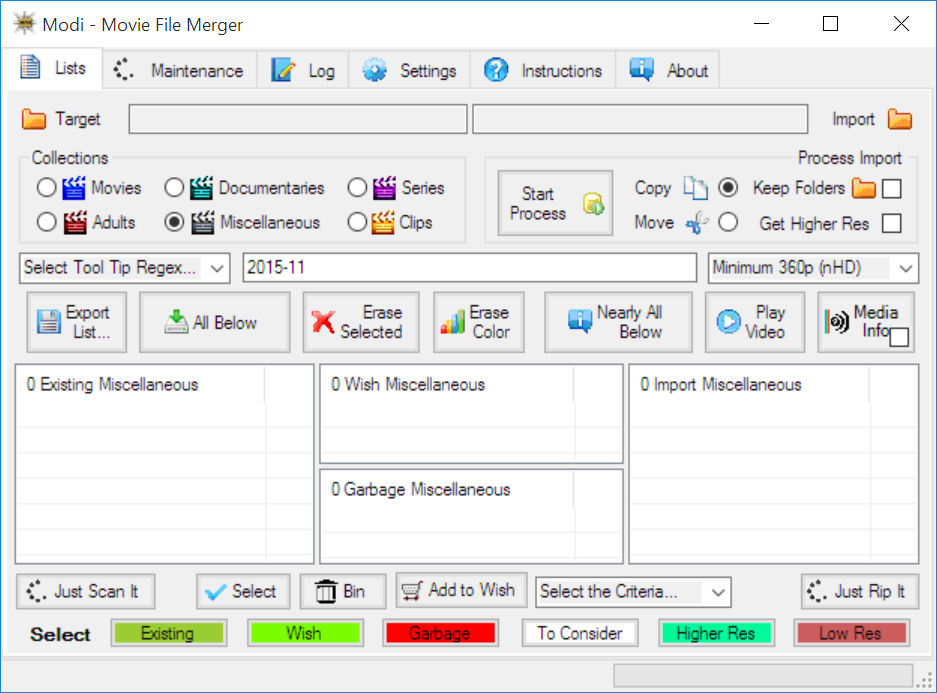 Modi - Movie File Merger
Lists
Maintenance
Log
Settings
Instructions
About
Target
Import
Collections
Movies
Documentaries
Series
Adults
Miscellaneous
Clips
Process Import
Start
Process
Copy
Keep Folders
Move
Get Higher Res
Select Tool Tip Regex...
2015-11
Minimum 360p (nHD)
Export
List...
All Below
Erase
Selected
Erase
Color
Nearly All
Below
Play
Video
Media
Info
0 Existing Miscellaneous
0 Wish Miscellaneous
0 Import Miscellaneous
0 Garbage Miscellaneous
Just Scan It
Select
Bin
Add to Wish
Select the Criteria...
Just Rip It
Select
Existing
Wish
Garbage
To Consider
Higher Res
Low Res